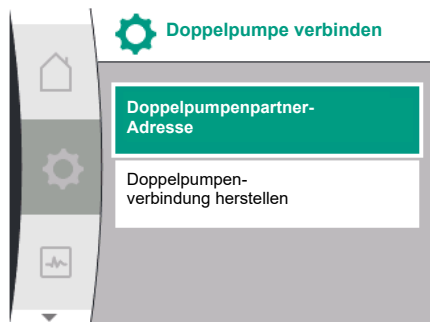 Doppelpumpe verbinden
Doppelpumpenpartner-
Adresse
Doppelpumpen-
verbindung herstellen